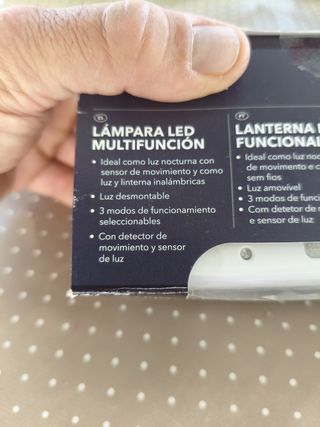 ES
LÁMPARA LED
MULTIFUNCIÓN
• Ideal como luz nocturna con
sensor de movimiento y como
luz y linterna inalámbricas
• Luz desmontable
• 3 modos de funcionamiento
seleccionables
• Con detector de
movimiento y sensor
de luz
PT
LANTERNA
FUNCIONA
• Ideal como luz no
de movimento e c
sem fios
• Luz amovível
• 3 modos de fun
• Com detetor de
e sensor de luz